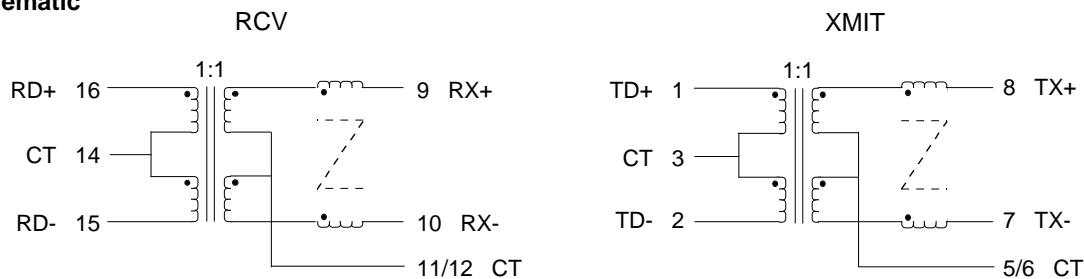 ematic
RCV
XMIT
1:1
1:1
RD+ 16
9 RX+
TD+ 1
8 TX+
CT 14
CT 3
RD- 15
10 RX-
TD- 2
7 TX-
11/12 CT
5/6 CT